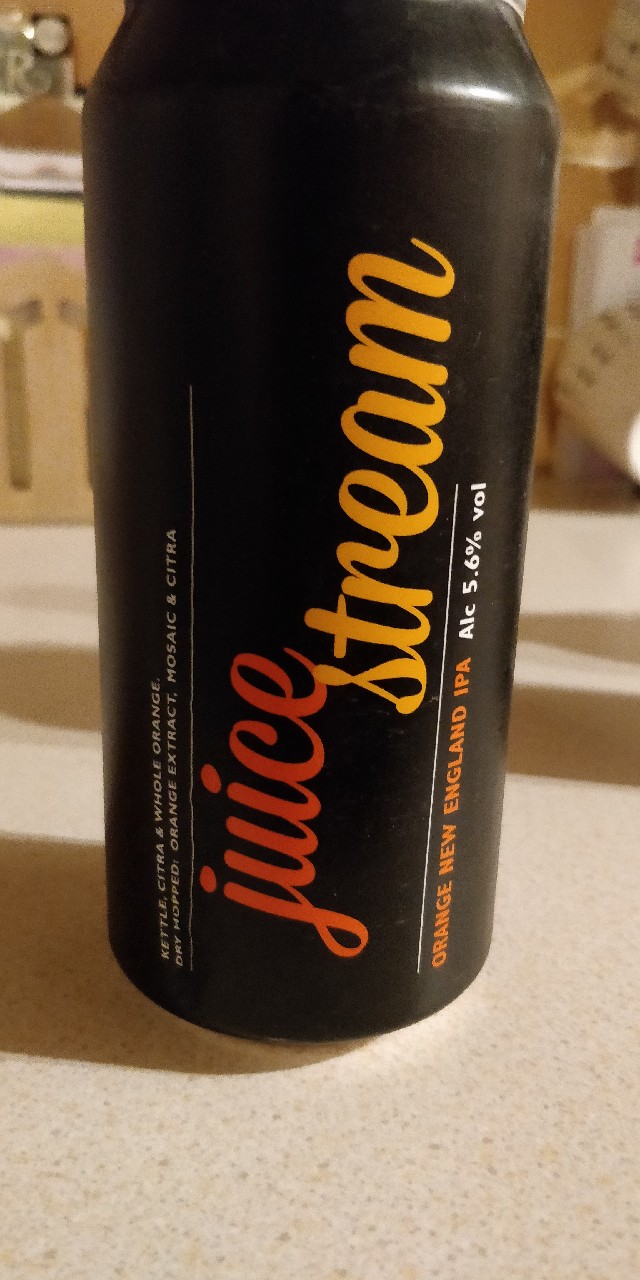 KETTLE, CITRA & WHOLE ORANGE.
DRY HOPPED: ORANGE EXTRACT, MOSAIC & CITRA
juice
stream
ORANGE NEW ENGLAND IPA Alc 5.6% vol